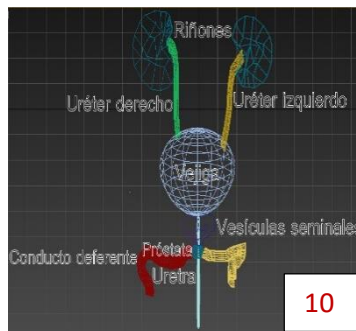 Riñones
Uréter derecho
Uréter izquierdo
Vejiga
Vesículas seminales
Próstata
Conducto deferente
Uretra
10